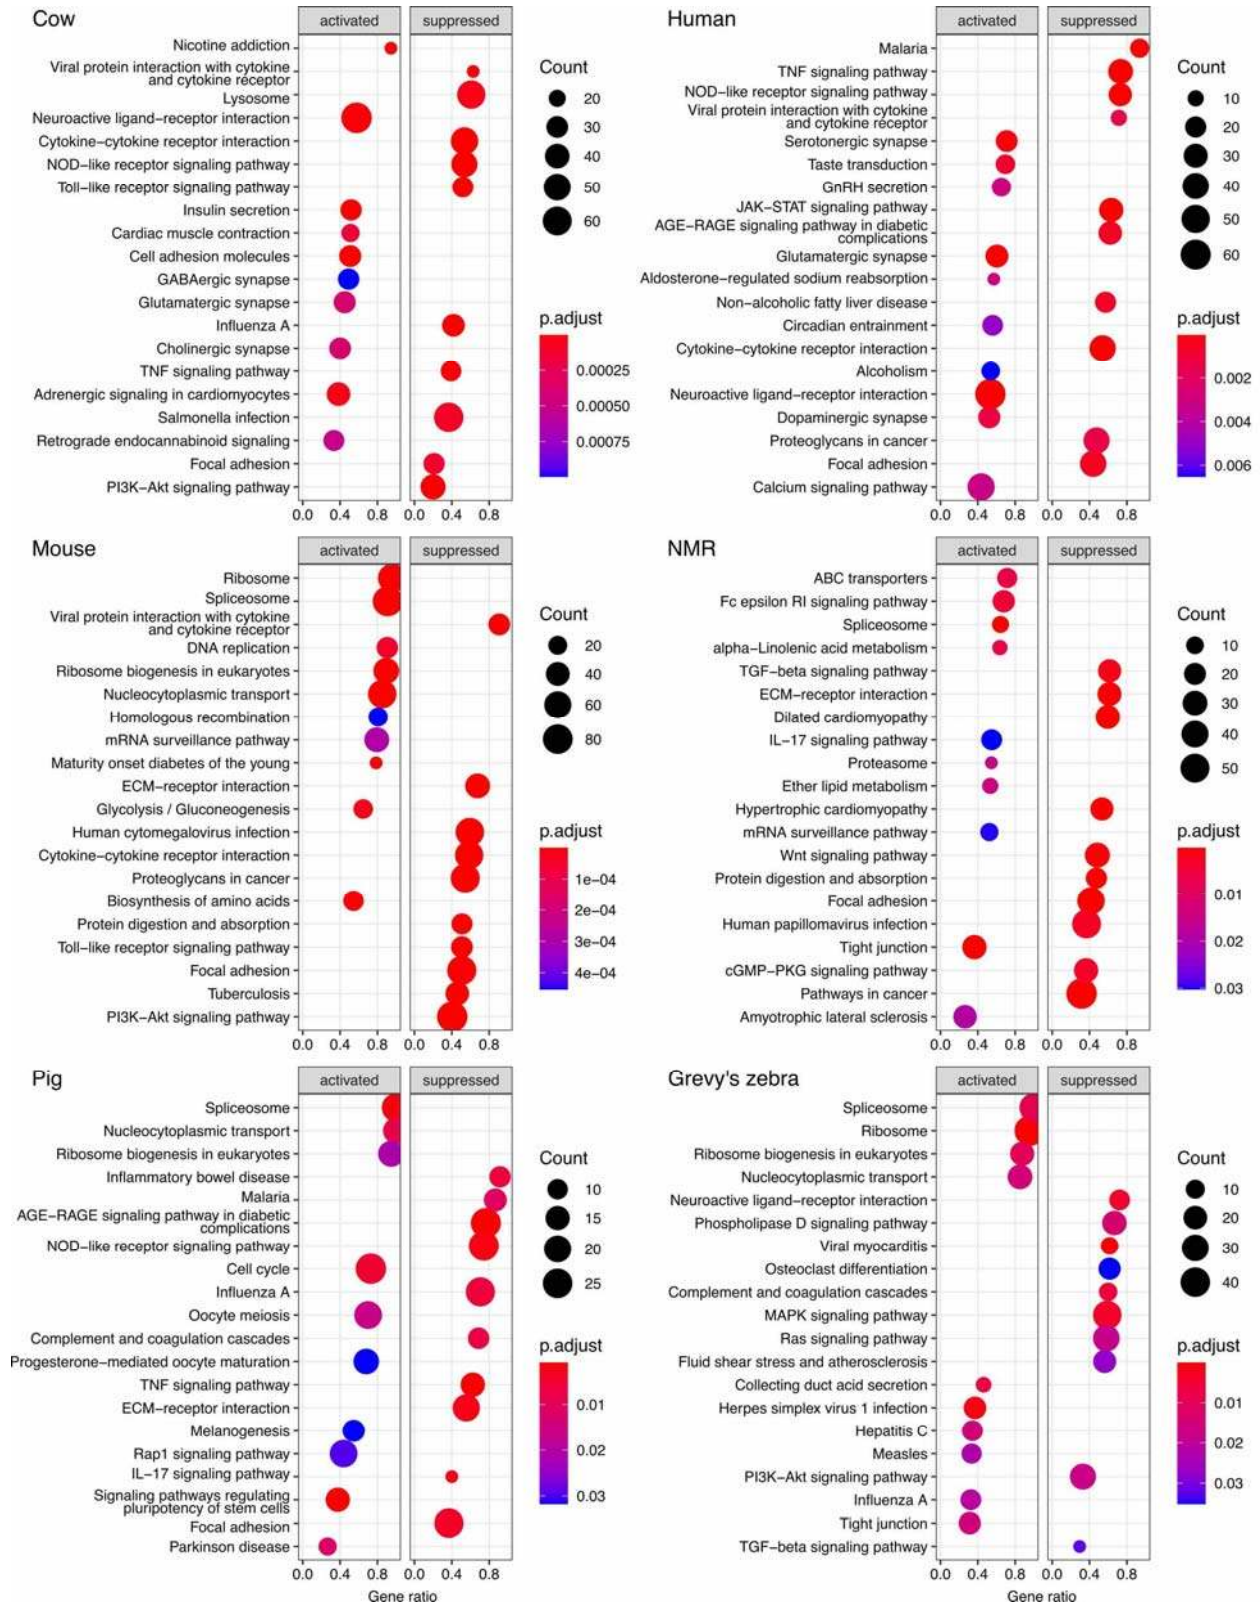 Cow
activated
suppressed
Nicotine addiction
Viral protein interaction with cytokine
and cytokine receptor
Lysosome
Neuroactive ligand−receptor interaction
Cytokine−cytokine receptor interaction
NOD−like receptor signaling pathway
Toll−like receptor signaling pathway
Insulin secretion
Cardiac muscle contraction
Cell adhesion molecules
GABAergic synapse
Glutamatergic synapse
Influenza A
Cholinergic synapse
TNF signaling pathway
Adrenergic signaling in cardiomyocytes
Salmonella infection
Retrograde endocannabinoid signaling
Focal adhesion
PI3K−Akt signaling pathway
0.0 0.4 0.8 0.0 0.4 0.8
Count
20
30
40
50
60
p.adjust
0.00025
0.00050
0.00075
Human
activated
suppressed
Malaria
TNF signaling pathway
NOD−like receptor signaling pathway
Viral protein interaction with cytokine
and cytokine receptor
Serotonergic synapse
Taste transduction
GnRH secretion
JAK−STAT signaling pathway
AGE−RAGE signaling pathway in diabetic
complications
Glutamatergic synapse
Aldosterone−regulated sodium reabsorption
Non−alcoholic fatty liver disease
Circadian entrainment
Cytokine−cytokine receptor interaction
Alcoholism
Neuroactive ligand−receptor interaction
Dopaminergic synapse
Proteoglycans in cancer
Focal adhesion
Calcium signaling pathway
0.0 0.4 0.8 0.0 0.4 0.8
Count
10
20
30
40
50
60
p.adjust
0.002
0.004
0.006
Mouse
activated
suppressed
Ribosome
Spliceosome
Viral protein interaction with cytokine
and cytokine receptor
DNA replication
Ribosome biogenesis in eukaryotes
Nucleocytoplasmic transport
Homologous recombination
mRNA surveillance pathway
Maturity onset diabetes of the young
ECM−receptor interaction
Glycolysis / Gluconeogenesis
Human cytomegalovirus infection
Cytokine−cytokine receptor interaction
Proteoglycans in cancer
Biosynthesis of amino acids
Protein digestion and absorption
Toll−like receptor signaling pathway
Focal adhesion
Tuberculosis
PI3K−Akt signaling pathway
0.0 0.4 0.8 0.0 0.4 0.8
Count
20
40
60
80
p.adjust
1e−04
2e−04
3e−04
4e−04
NMR
activated
suppressed
ABC transporters
Fc epsilon RI signaling pathway
Spliceosome
alpha−Linolenic acid metabolism
TGF−beta signaling pathway
ECM−receptor interaction
Dilated cardiomyopathy
IL−17 signaling pathway
Proteasome
Ether lipid metabolism
Hypertrophic cardiomyopathy
mRNA surveillance pathway
Wnt signaling pathway
Protein digestion and absorption
Focal adhesion
Human papillomavirus infection
Tight junction
cGMP−PKG signaling pathway
Pathways in cancer
Amyotrophic lateral sclerosis
0.0 0.4 0.8 0.0 0.4 0.8
Count
10
20
30
40
50
p.adjust
0.01
0.02
0.03
Pig
activated
suppressed
Spliceosome
Nucleocytoplasmic transport
Ribosome biogenesis in eukaryotes
Inflammatory bowel disease
Malaria
AGE−RAGE signaling pathway in diabetic
complications
NOD−like receptor signaling pathway
Cell cycle
Influenza A
Oocyte meiosis
Complement and coagulation cascades
Progesterone−mediated oocyte maturation
TNF signaling pathway
ECM−receptor interaction
Melanogenesis
Rap1 signaling pathway
IL−17 signaling pathway
Signaling pathways regulating
pluripotency of stem cells
Focal adhesion
Parkinson disease
0.0 0.4 0.8 0.0 0.4 0.8
Gene ratio
Count
10
15
20
25
p.adjust
0.01
0.02
0.03
Grevy's zebra
activated
suppressed
Spliceosome
Ribosome
Ribosome biogenesis in eukaryotes
Nucleocytoplasmic transport
Neuroactive ligand−receptor interaction
Phospholipase D signaling pathway
Viral myocarditis
Osteoclast differentiation
Complement and coagulation cascades
MAPK signaling pathway
Ras signaling pathway
Fluid shear stress and atherosclerosis
Collecting duct acid secretion
Herpes simplex virus 1 infection
Hepatitis C
Measles
PI3K−Akt signaling pathway
Influenza A
Tight junction
TGF−beta signaling pathway
0.0 0.4 0.8 0.0 0.4 0.8
Gene ratio
Count
10
20
30
40
p.adjust
0.01
0.02
0.03